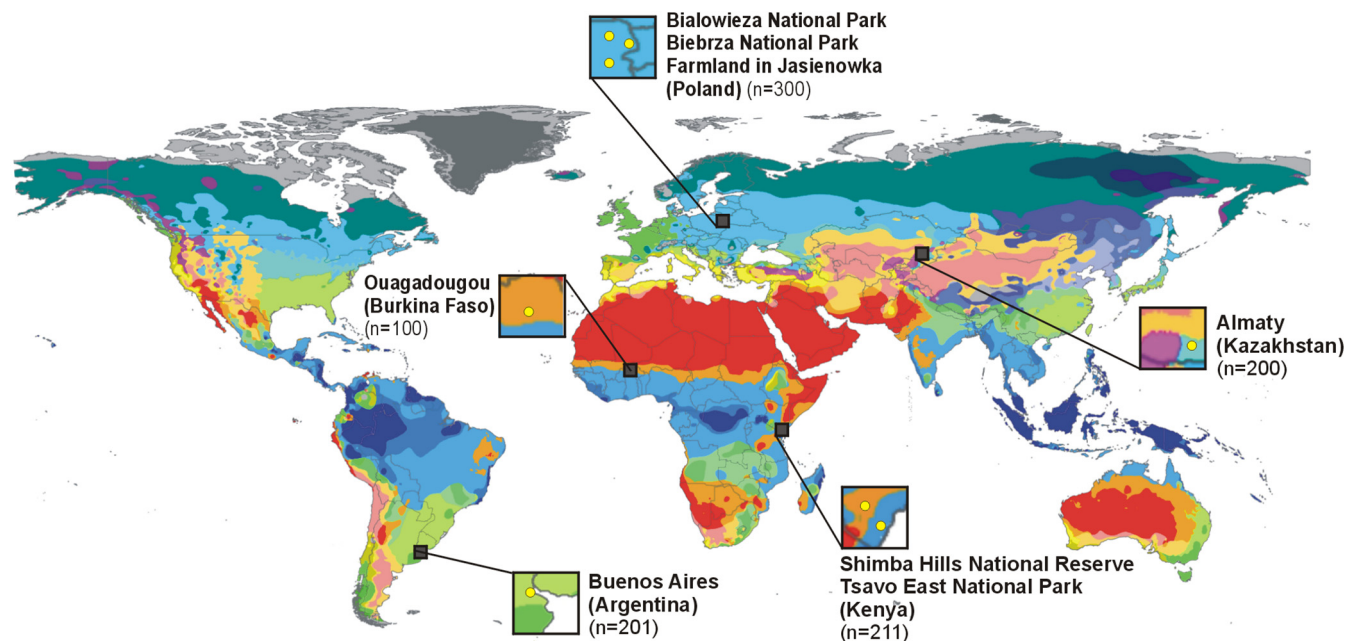 Bialowieza National Park
Biebrza National Park
Farmland in Jasienowka
(Poland) (n=300)
Ouagadougou
(Burkina Faso)
(n=100)
Almaty
(Kazakhstan)
(n=200)
Shimba Hills National Reserve
Tsavo East National Park
(Kenya)
(n=211)
Buenos Aires
(Argentina)
(n=201)